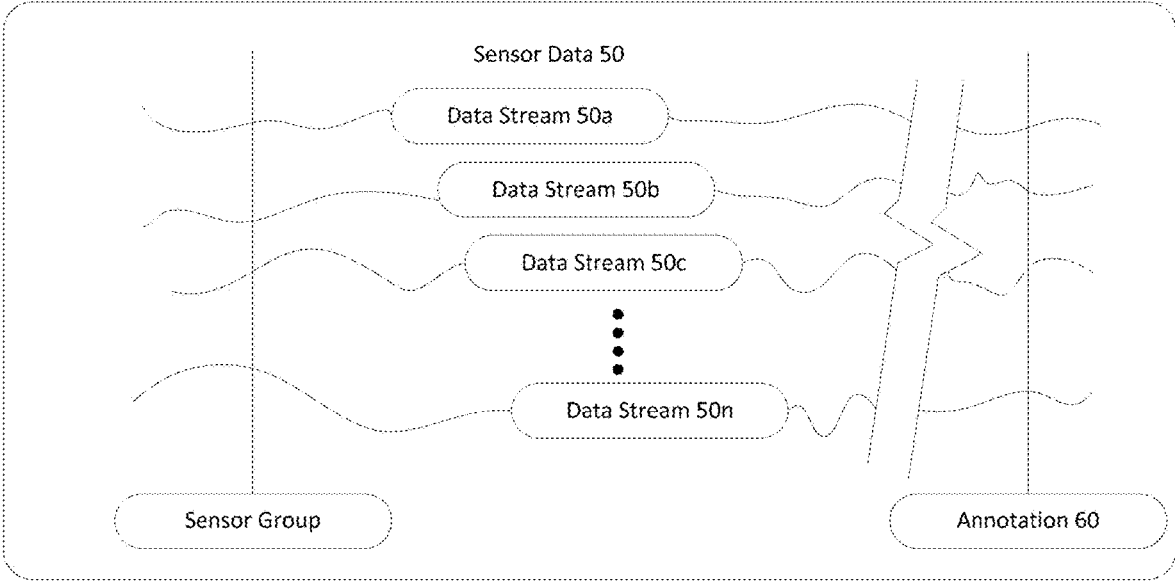 Sensor Data 50
Data Stream 50a
Data Stream 50b
Data Stream 50c
Data Stream 50n
Sensor Group
Annotation 60